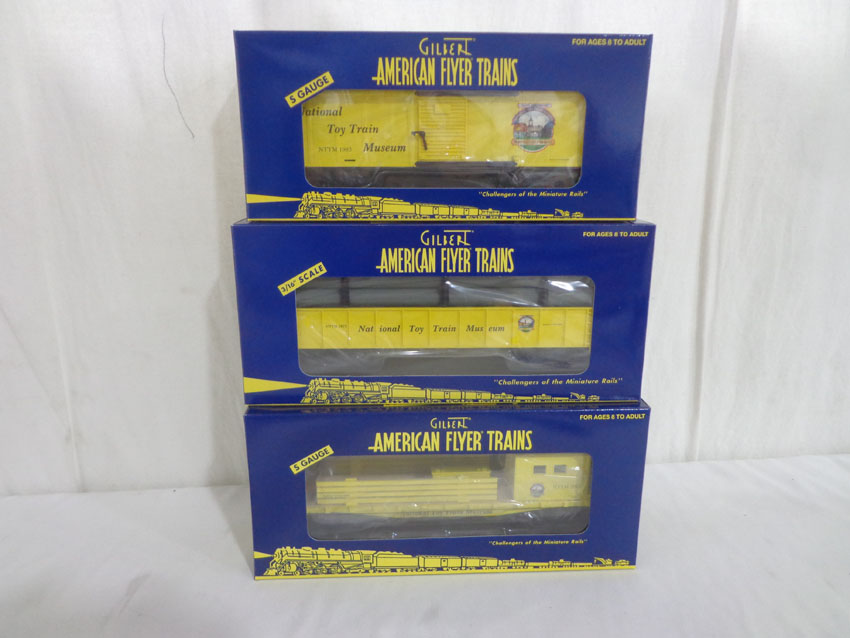 GILBERT
AMERICAN FLYER TRAINS
FOR AGES 8 TO ADULT
S GAUGE
National
Toy Train
Museum
"Challengers of the Miniature Rails"
GILBERT
AMERICAN FLYER TRAINS
FOR AGES 8 TO ADULT
3/16" SCALE
National Toy Train Museum
"Challengers of the Miniature Rails"
GILBERT
AMERICAN FLYER TRAINS
FOR AGES 8 TO ADULT
S GAUGE
"Challengers of the Miniature Rails"